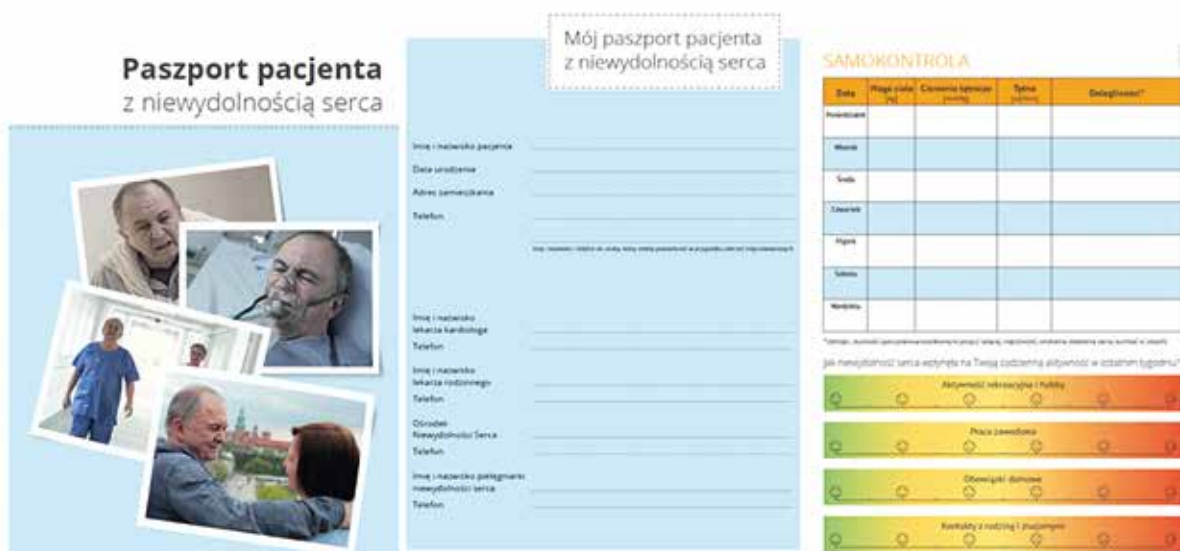 Paszport pacjenta
z niewydolnością serca
Mój paszport pacjenta
z niewydolnością serca
Imię i nazwisko pacjenta
Data urodzenia
Adres zamieszkania
Telefon
Imię i nazwisko
lekarza kardiologa
Telefon
Imię i nazwisko
lekarza rodzinnego
Telefon
Ośrodek
Niewydolności Serca
Telefon
Imię i nazwisko pielęgniarki
niewydolności serca
Telefon
SAMOKONTROLA
Data Waga ciała [kg] Ciśnienie tętnicze [mmHg] Tętno Dolegliwości*
Poniedziałek
Wtorek
Środa
Czwartek
Piątek
Sobota
Niedziela
Jak niewydolność serca wpłynęła na Twoją codzienną aktywność w ostatnim tygodniu?
Aktywność rekreacyjna i hobby
Praca zawodowa
Obowiązki domowe
Kontakty z rodziną i znajomymi